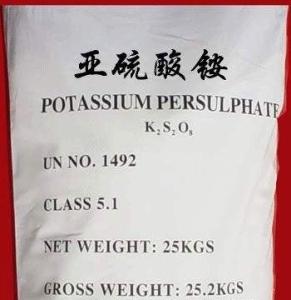 亚硫酸铵
POTASSIUM PERSULPHATE
K₂S₂O₈
UN NO. 1492
CLASS 5.1
NET WEIGHT: 25KGS
GROSS WEIGHT: 25.2KGS